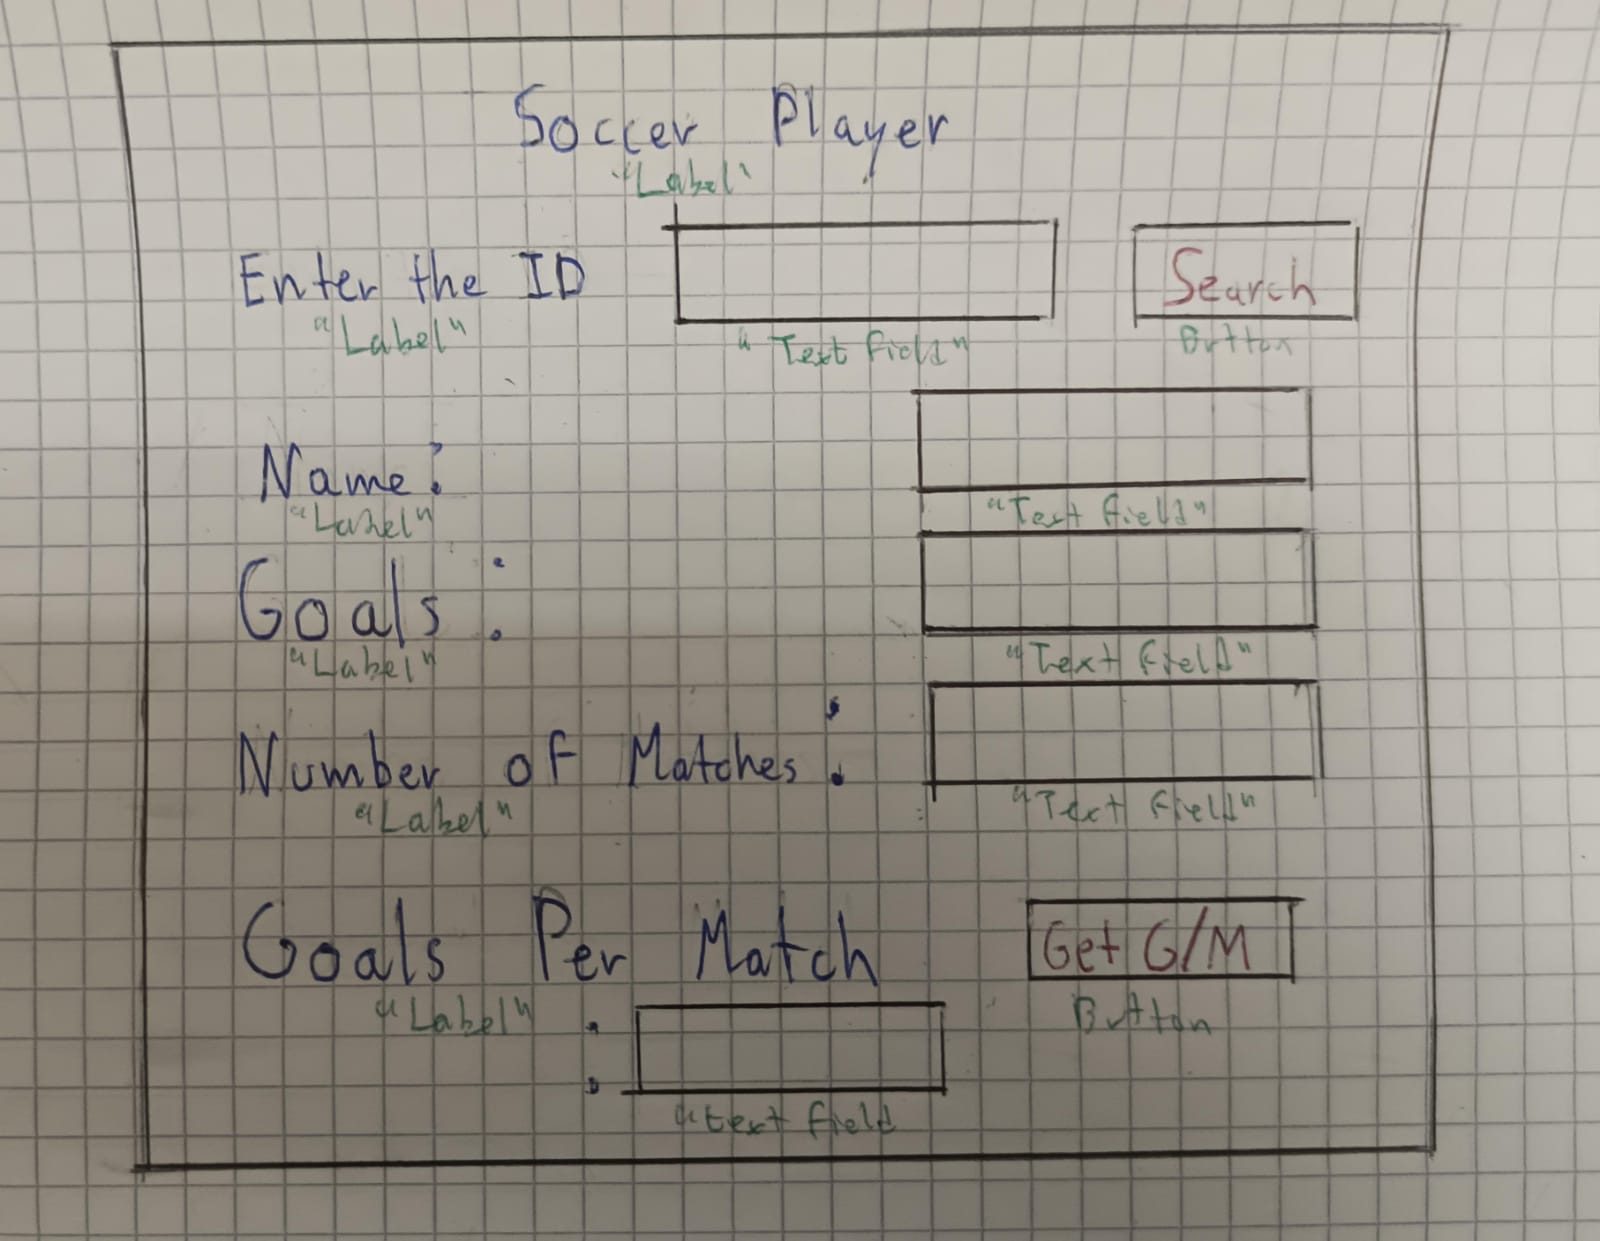 Soccer Player
"Label"
Enter the ID
Search
"Label"
"Text field"
Button
Name:
"Label"
"Text field"
Goals :
"Label"
"Text field"
Number of Matches :
"Label"
"Text field"
Goals Per Match
Get G/M
"Label" :
Button
"text field